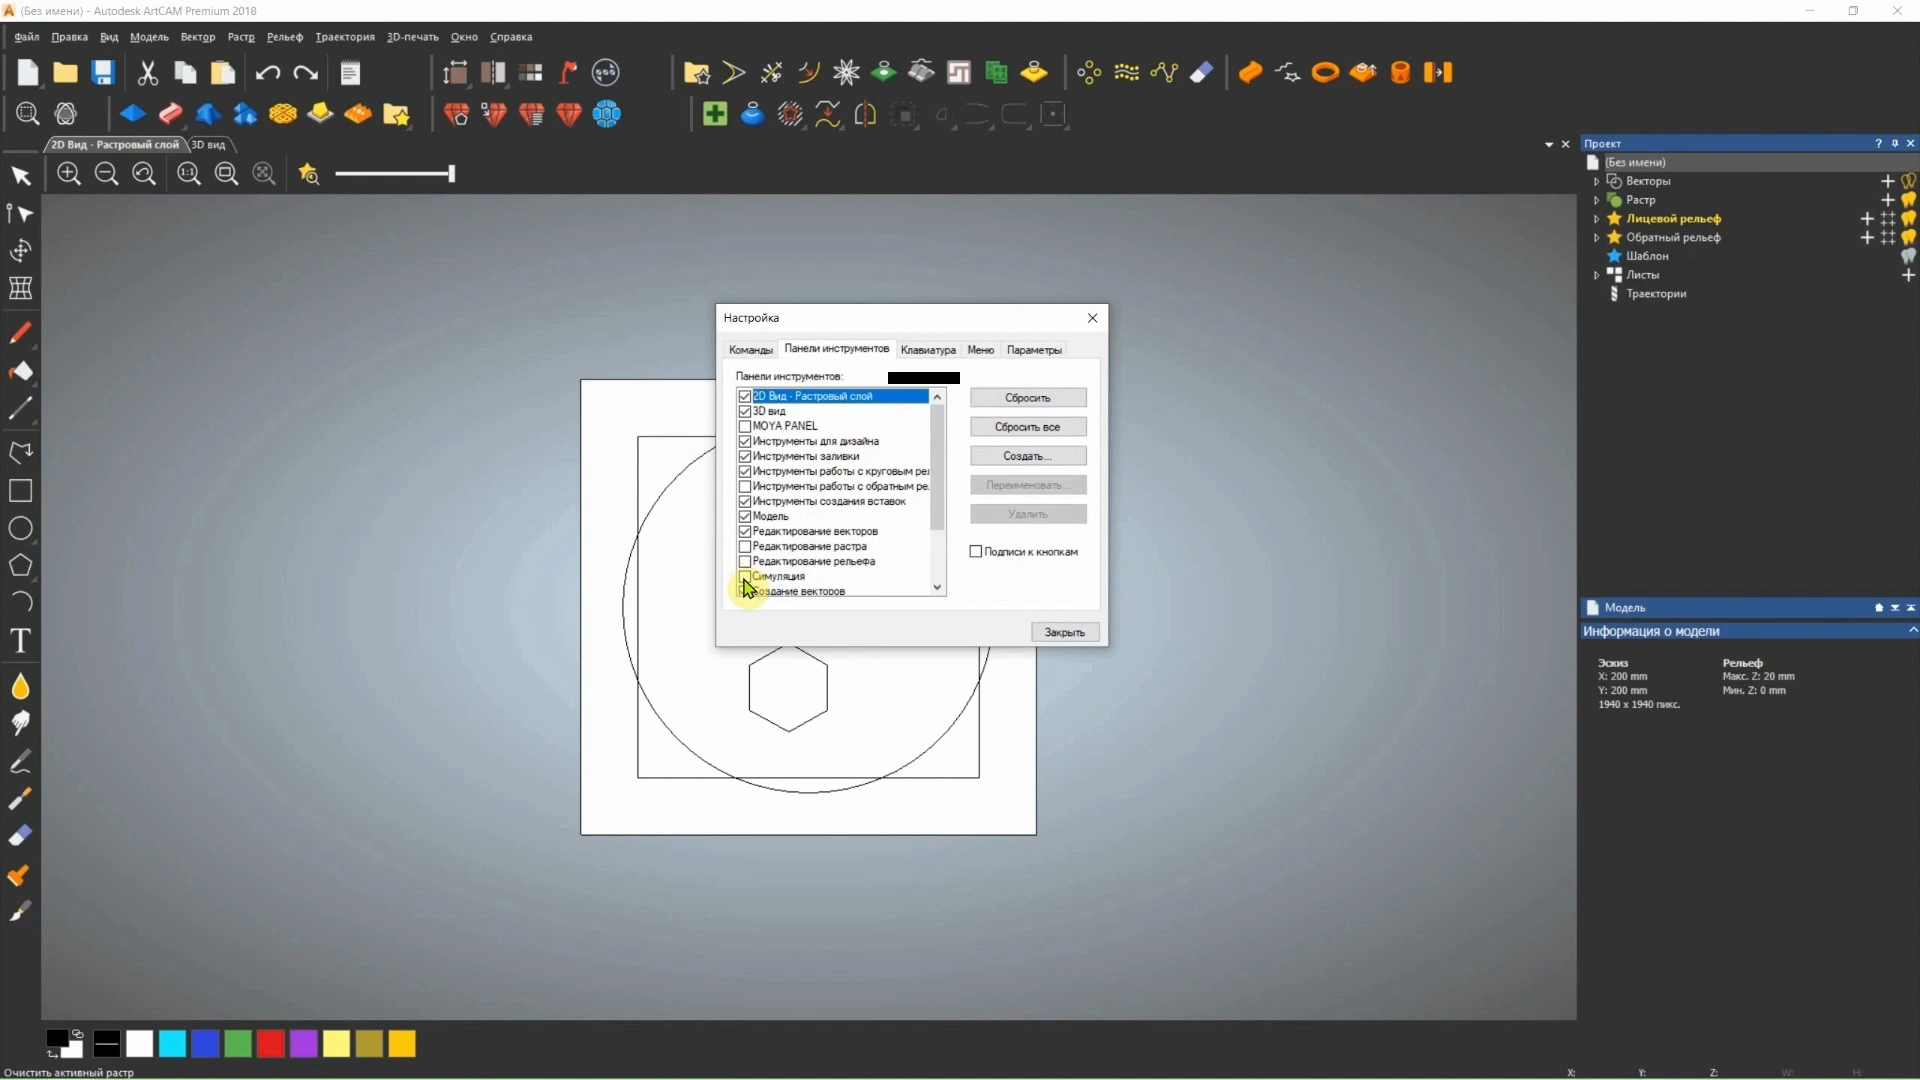 (Без имени) - Autodesk ArtCAM Premium 2018
Файл Правка Вид Модель Вектор Растр Рельеф Траектория 3D-печать Окно Справка
2D Вид - Растровый слой 3D вид
1:1
T
Проект
(Без имени)
Векторы
Растр
Лицевой рельеф
Обратный рельеф
Шаблон
Листы
Траектории
Настройка
Команды Панели инструментов Клавиатура Меню Параметры
Панели инструментов:
2D Вид - Растровый слой
3D вид
MOYA PANEL
Инструменты для дизайна
Инструменты заливки
Инструменты работы с круговым рел
Инструменты работы с обратным ре
Инструменты создания вставок
Модель
Редактирование векторов
Редактирование растра
Редактирование рельефа
Симуляция
Создание векторов
Сбросить
Сбросить все
Создать...
Переименовать...
Удалить
Подписи к кнопкам
Закрыть
Модель
Информация о модели
Эскиз Рельеф
X: 200 mm Макс. Z: 20 mm
Y: 200 mm Мин. Z: 0 mm
1940 x 1940 пикс.
Очистить активный растр
X: Y: Z: W: H: